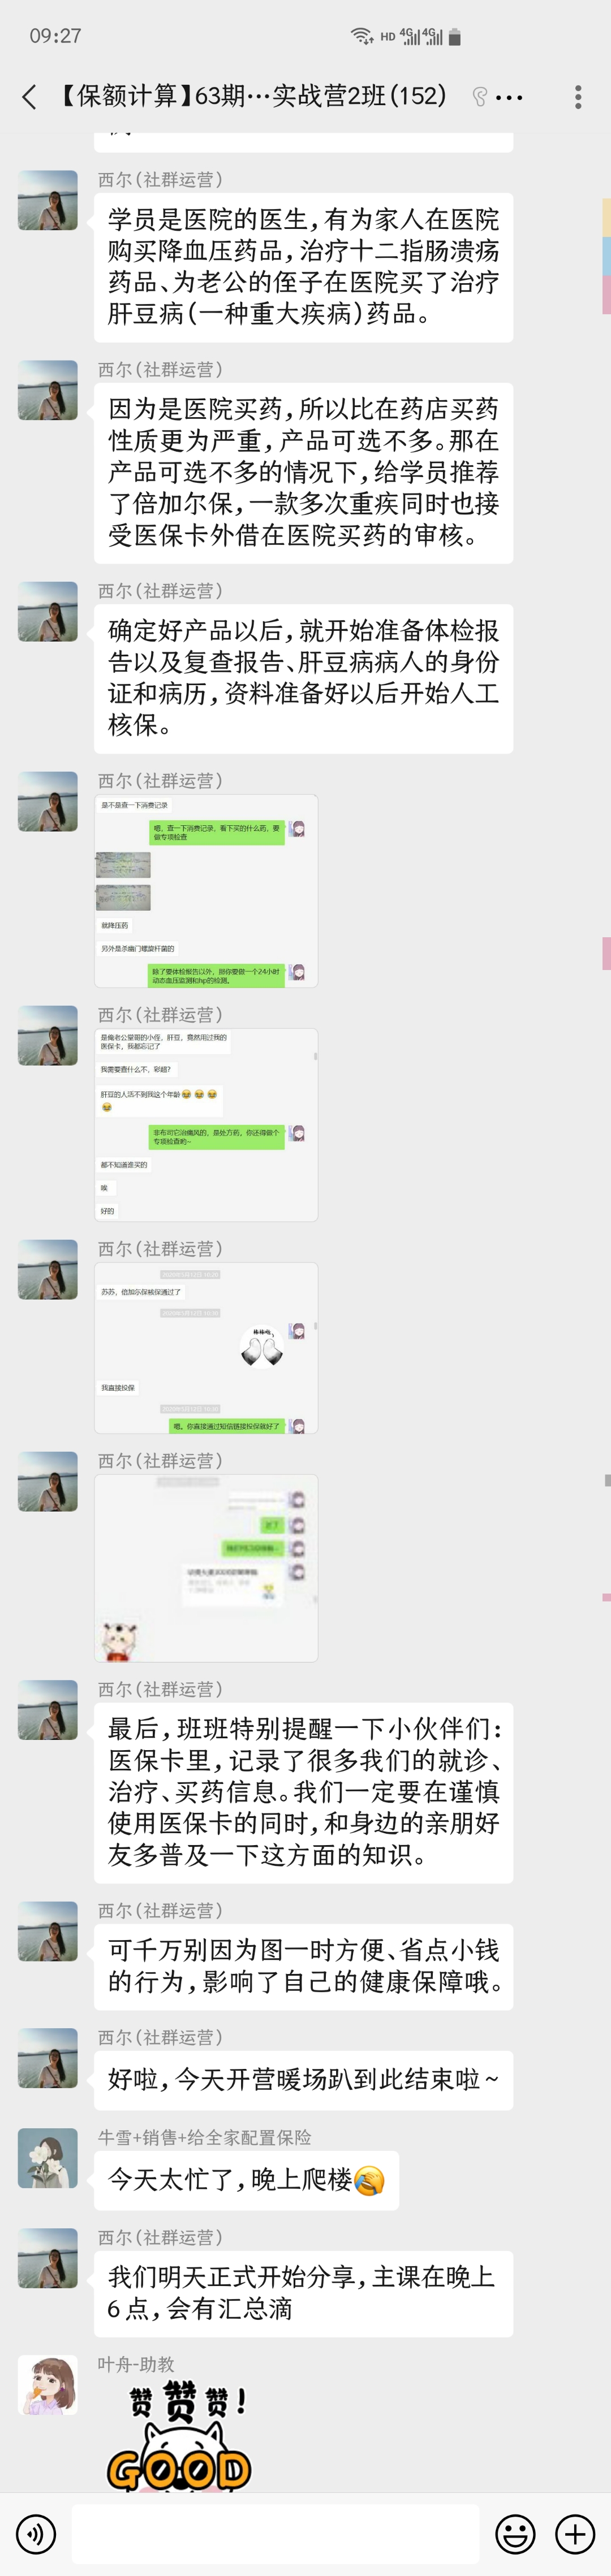 09:27
HD 4G 4G
【保额计算】63期…实战营2班(152)
西尔(社群运营)
学员是医院的医生,有为家人在医院
购买降血压药品,治疗十二指肠溃疡
药品、为老公的侄子在医院买了治疗
肝豆病(一种重大疾病)药品。
西尔(社群运营)
因为是医院买药,所以比在药店买药
性质更为严重,产品可选不多。那在
产品可选不多的情况下,给学员推荐
了倍加尔保,一款多次重疾同时也接
受医保卡外借在医院买药的审核。
西尔(社群运营)
确定好产品以后,就开始准备体检报
告以及复查报告、肝豆病病人的身份
证和病历,资料准备好以后开始人工
核保。
西尔(社群运营)
是不是查一下消费记录
嗯,查一下消费记录,看下买的什么药,要
做专项检查
就降压药
另外是杀幽门螺旋杆菌的
除了要体检报告以外,则你要做一个24小时
动态血压监测和hp的检测。
西尔(社群运营)
是俺老公堂哥的小侄,肝豆,竟然用过我的
医保卡,我都忘记了
我需要查什么不,彩超?
肝豆的人活不到我这个年龄😂😂😂
😂
非布司它治痛风的,是处方药,你还得做个
专项检查哟~
都不知道谁买的
唉
好的
西尔(社群运营)
苏苏,倍加尔保核保通过了
棒棒哒
我直接投保
嗯,你直接通过短信链接投保就好了
西尔(社群运营)
西尔(社群运营)
最后,班班特别提醒一下小伙伴们:
医保卡里,记录了很多我们的就诊、
治疗、买药信息。我们一定要在谨慎
使用医保卡的同时,和身边的亲朋好
友多普及一下这方面的知识。
西尔(社群运营)
可千万别因为图一时方便、省点小钱
的行为,影响了自己的健康保障哦。
西尔(社群运营)
好啦,今天开营暖场趴到此结束啦~
牛雪+销售+给全家配置保险
今天太忙了,晚上爬楼😂
西尔(社群运营)
我们明天正式开始分享,主课在晚上
6点,会有汇总滴
叶舟-助教
赞赞赞!
GOOD